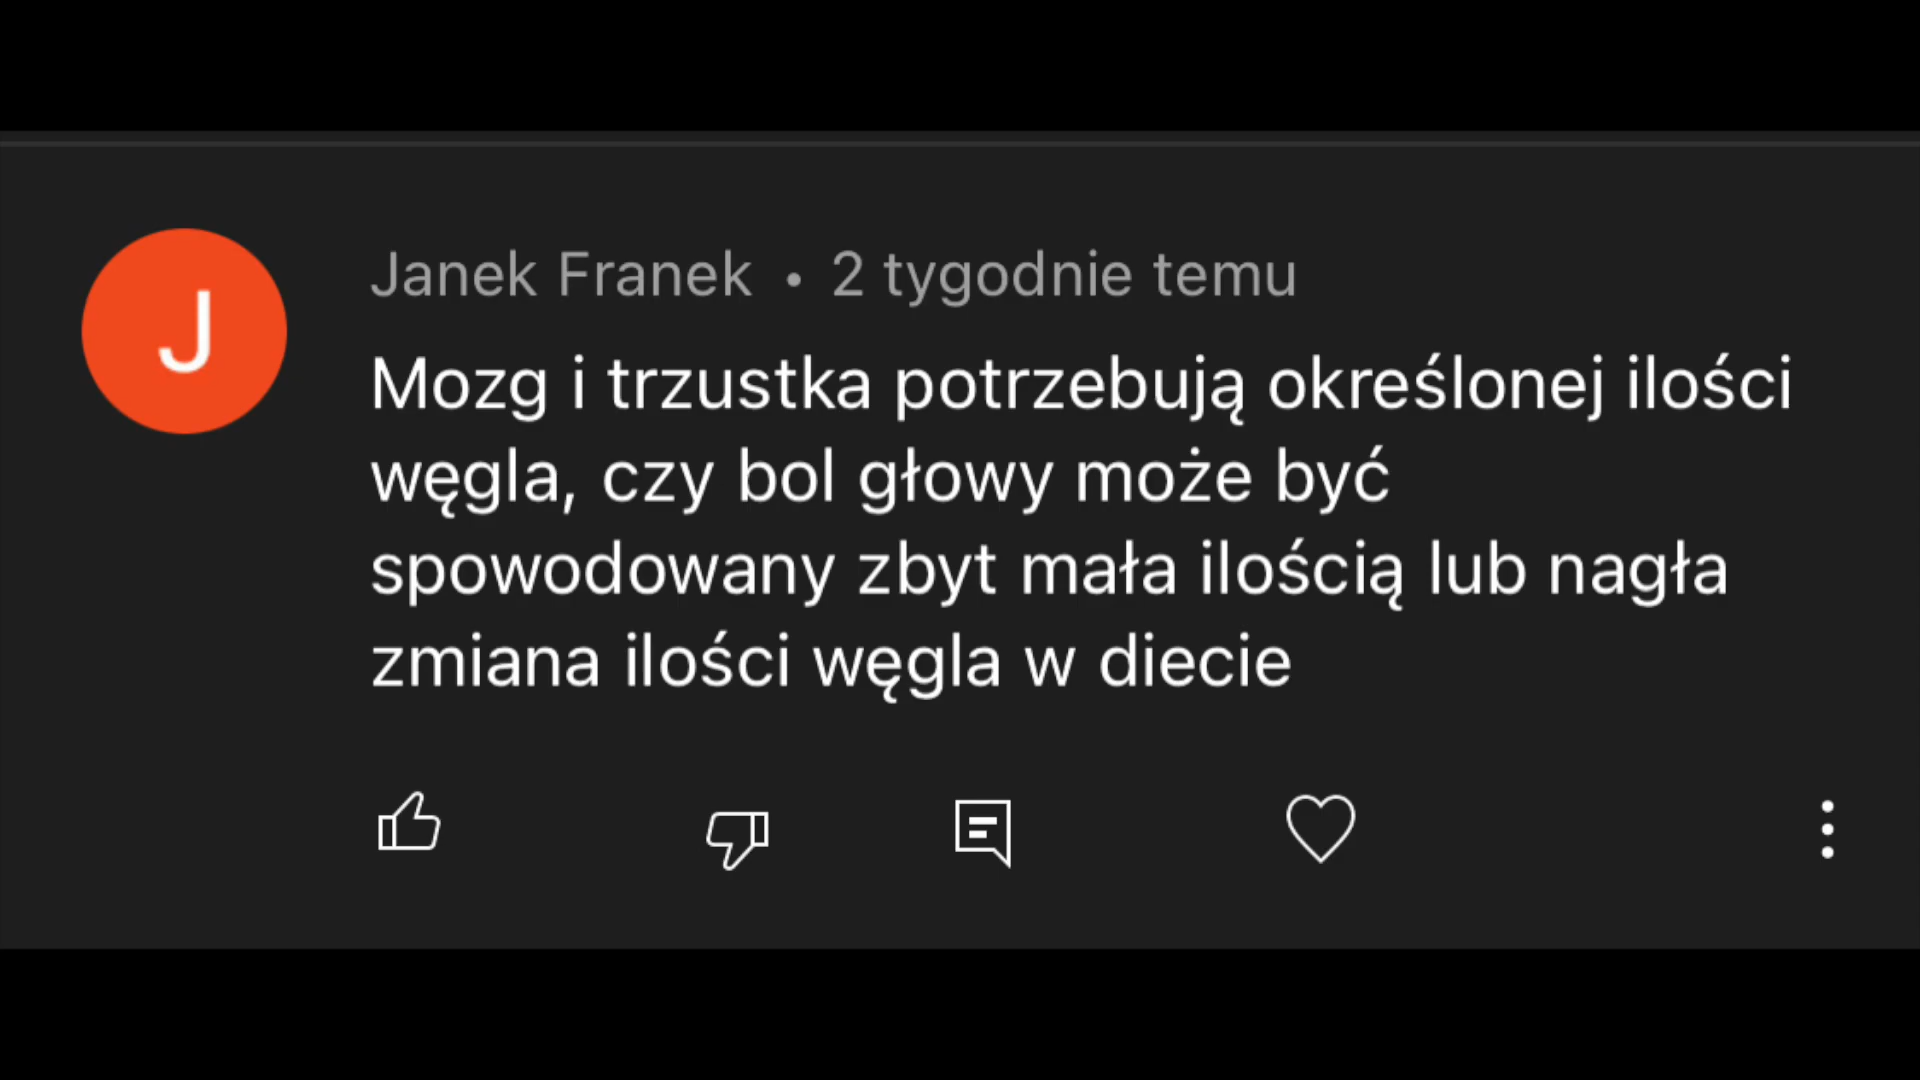 J
Janek Franek • 2 tygodnie temu
Mozg i trzustka potrzebują określonej ilości
węgla, czy bol głowy może być
spowodowany zbyt mała ilością lub nagła
zmiana ilości węgla w diecie